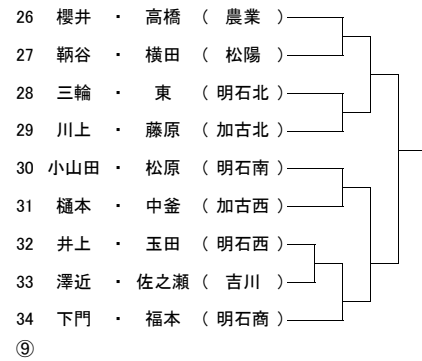 26 櫻井 ・ 高橋 ( 農業 )
27 鞆谷 ・ 横田 ( 松陽 )
28 三輪 ・ 東 ( 明石北 )
29 川上 ・ 藤原 ( 加古北 )
30 小山田 ・ 松原 ( 明石南 )
31 樋本 ・ 中釜 ( 加古西 )
32 井上 ・ 玉田 ( 明石西 )
33 澤近 ・ 佐之瀬 ( 吉川 )
34 下門 ・ 福本 ( 明石商 )
⑨